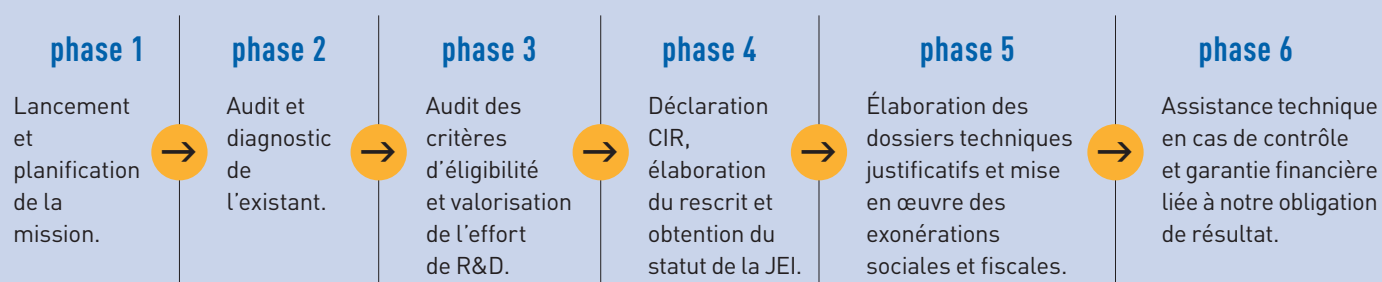 phase 1
Lancement
et
planification
de la
mission.
phase 2
Audit et
diagnostic
de
l'existant.
phase 3
Audit des
critères
d'éligibilité
et valorisation
de l'effort
de R&D.
phase 4
Déclaration
CIR,
élaboration
du rescrit et
obtention du
statut de la JEI.
phase 5
Élaboration des
dossiers techniques
justificatifs et mise
en œuvre des
exonérations
sociales et fiscales.
phase 6
Assistance technique
en cas de contrôle
et garantie financière
liée à notre obligation
de résultat.